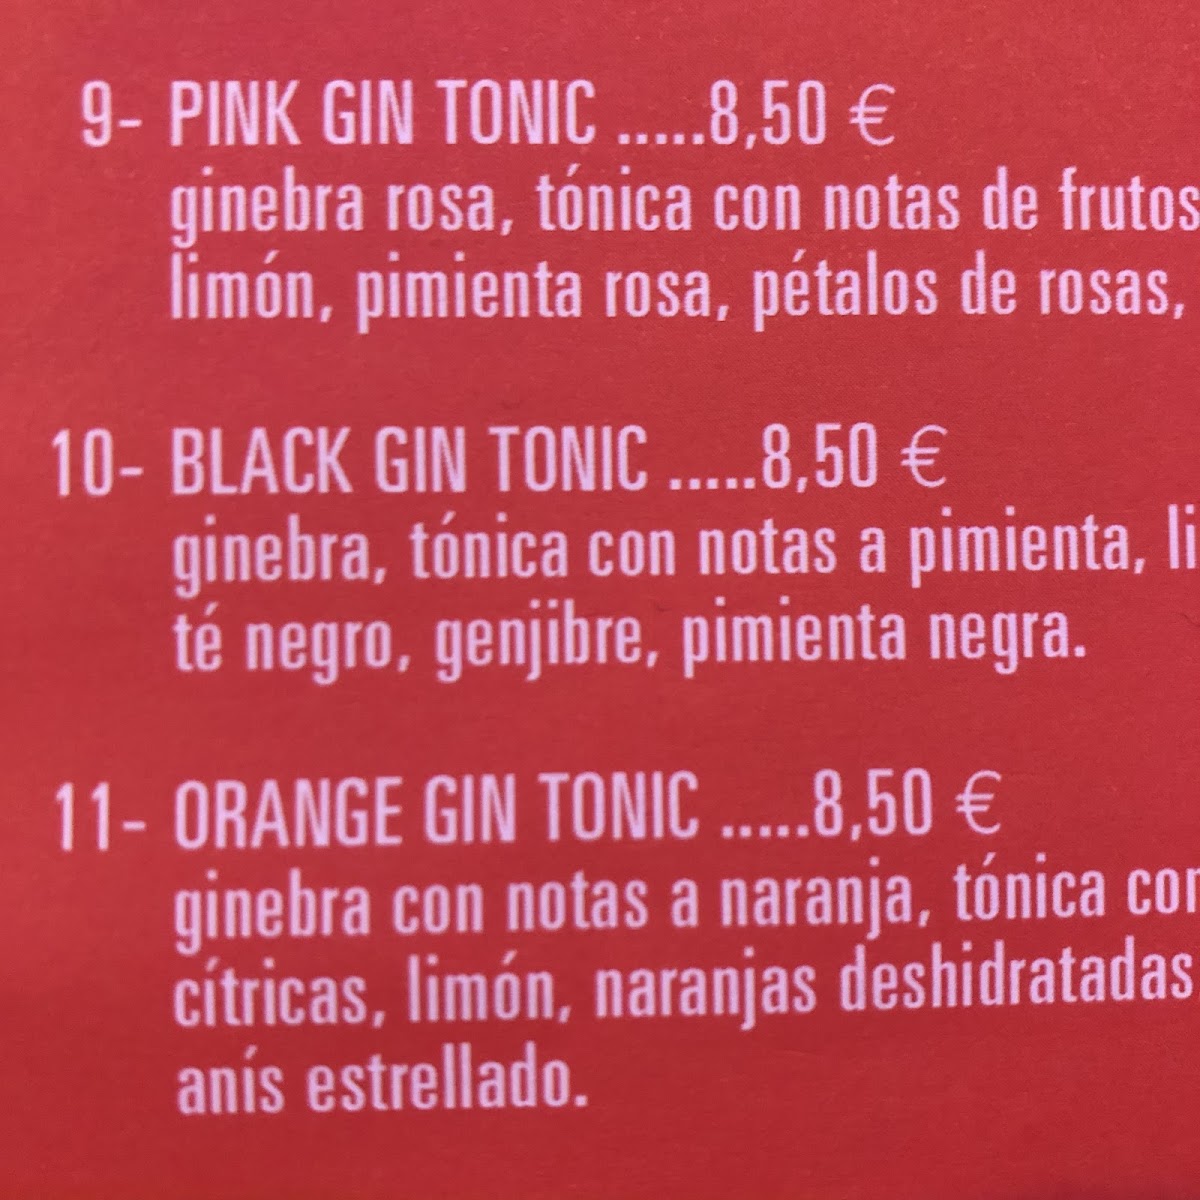 9- PINK GIN TONIC .....8,50 €
ginebra rosa, tónica con notas de frutos
limón, pimienta rosa, pétalos de rosas,
10- BLACK GIN TONIC .....8,50 €
ginebra, tónica con notas a pimienta,
té negro, genjibre, pimienta negra.
11- ORANGE GIN TONIC .....8,50 €
ginebra con notas a naranja, tónica
cítricas, limón, naranjas deshidratadas
anís estrellado.